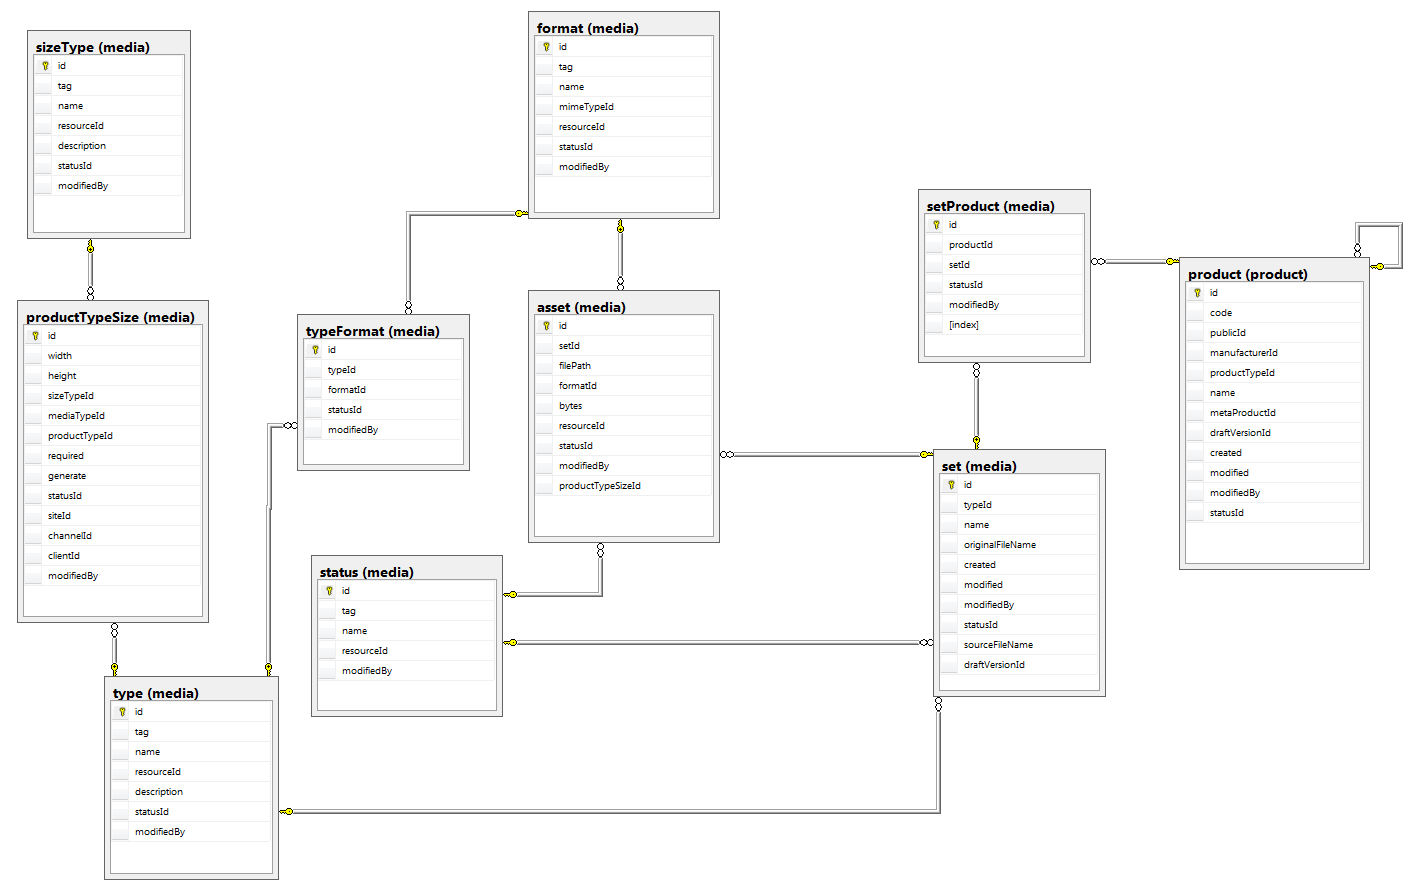 sizeType (media)
id
tag
name
resourceId
description
statusId
modifiedBy
format (media)
id
tag
name
mimeTypeId
resourceId
statusId
modifiedBy
setProduct (media)
id
productId
setId
statusId
modifiedBy
[index]
product (product)
id
code
publicId
manufacturerId
productTypeId
name
metaProductId
draftVersionId
created
modified
modifiedBy
statusId
productTypeSize (media)
id
width
height
sizeTypeId
mediaTypeId
productTypeId
required
generate
statusId
siteId
channelId
clientId
modifiedBy
typeFormat (media)
id
typeId
formatId
statusId
modifiedBy
asset (media)
id
setId
filePath
formatId
bytes
resourceId
statusId
modifiedBy
productTypeSizeId
set (media)
id
typeId
name
originalFileName
created
modified
modifiedBy
statusId
sourceFileName
draftVersionId
status (media)
id
tag
name
resourceId
modifiedBy
type (media)
id
tag
name
resourceId
description
statusId
modifiedBy